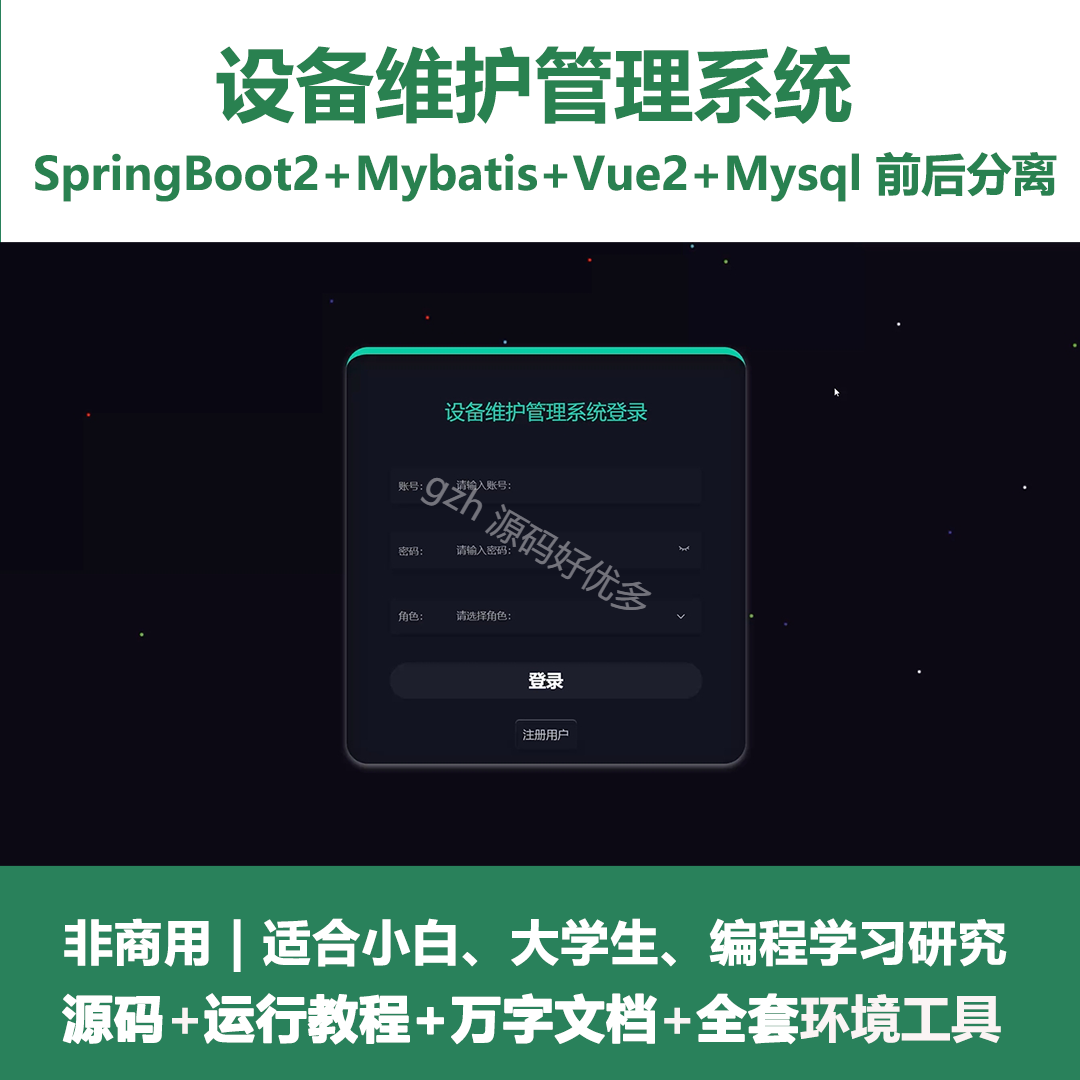 设备维护管理系统
SpringBoot2+Mybatis+Vue2+Mysql 前后分离
设备维护管理系统登录
账号: 请输入账号:
gzh 源码好优多
密码: 请输入密码:
角色: 请选择角色:
登录
注册用户
非商用 | 适合小白、大学生、编程学习研究
源码+运行教程+万字文档+全套环境工具